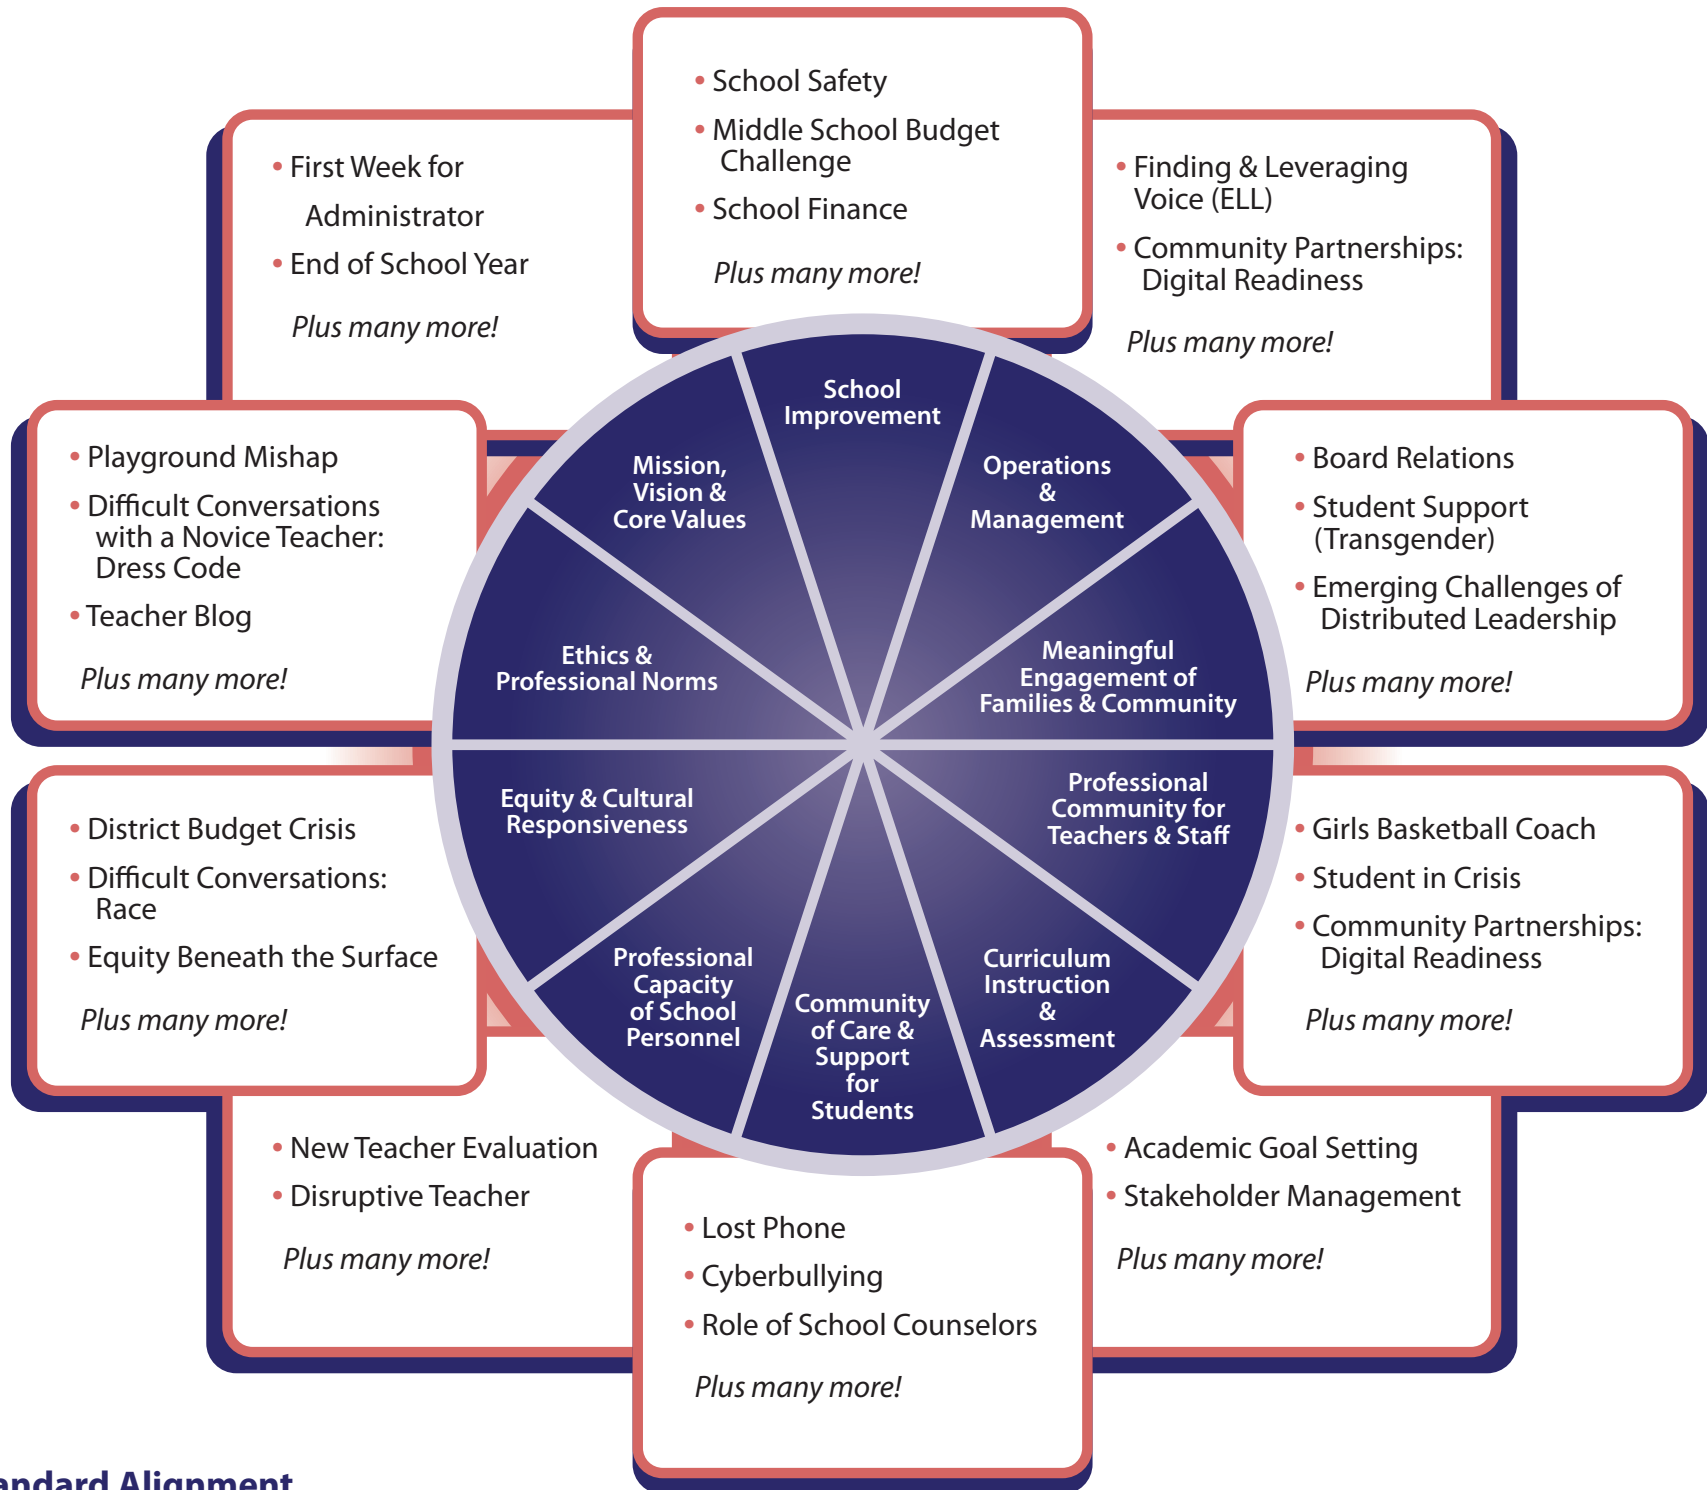 • School Safety
• Middle School Budget
Challenge
• School Finance
Plus many more!
• First Week for
Administrator
• End of School Year
Plus many more!
• Finding & Leveraging
Voice (ELL)
• Community Partnerships:
Digital Readiness
Plus many more!
• Playground Mishap
• Difficult Conversations
with a Novice Teacher:
Dress Code
• Teacher Blog
Plus many more!
• Board Relations
• Student Support
(Transgender)
• Emerging Challenges of
Distributed Leadership
Plus many more!
School
Improvement
Mission,
Vision &
Core Values
Operations
&
Management
Ethics &
Professional Norms
Meaningful
Engagement of
Families & Community
Equity & Cultural
Responsiveness
Professional
Community for
Teachers & Staff
Professional
Capacity
of School
Personnel
Community
of Care &
Support
for
Students
Curriculum
Instruction
&
Assessment
• District Budget Crisis
• Difficult Conversations:
Race
• Equity Beneath the Surface
Plus many more!
• Girls Basketball Coach
• Student in Crisis
• Community Partnerships:
Digital Readiness
Plus many more!
• New Teacher Evaluation
• Disruptive Teacher
Plus many more!
• Lost Phone
• Cyberbullying
• Role of School Counselors
Plus many more!
• Academic Goal Setting
• Stakeholder Management
Plus many more!
andard Alignment